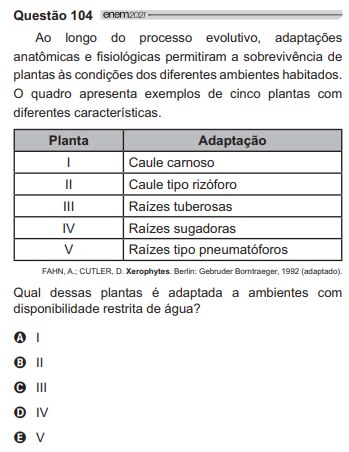 Questão 104 enem2021
Ao longo do processo evolutivo, adaptações
anatômicas e fisiológicas permitiram a sobrevivência de
plantas às condições dos diferentes ambientes habitados.
O quadro apresenta exemplos de cinco plantas com
diferentes características.
Planta Adaptação
I Caule carnoso
II Caule tipo rizóforo
III Raízes tuberosas
IV Raízes sugadoras
V Raízes tipo pneumatóforos
FAHN, A.; CUTLER, D. Xerophytes. Berlin: Gebruder Borntraeger, 1992 (adaptado).
Qual dessas plantas é adaptada a ambientes com
disponibilidade restrita de água?
A I
B II
C III
D IV
E V